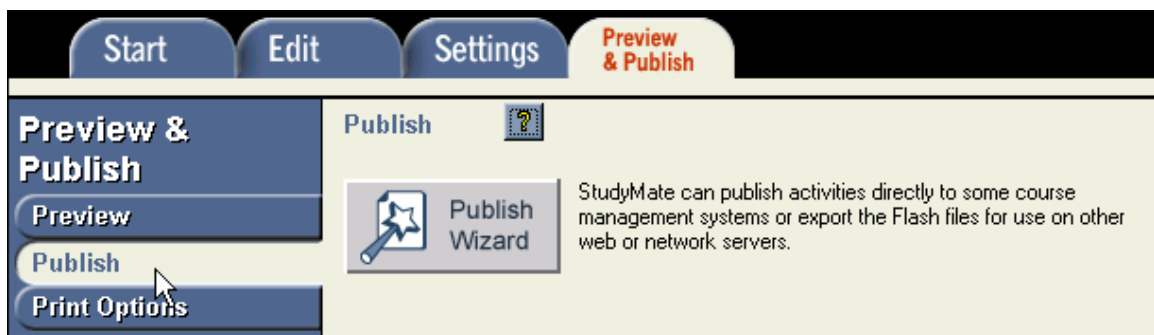 Start
Edit
Settings
Preview
& Publish
Preview &
Publish
Preview
Publish
Print Options
Publish
?
Publish
Wizard
StudyMate can publish activities directly to some course
management systems or export the Flash files for use on other
web or network servers.